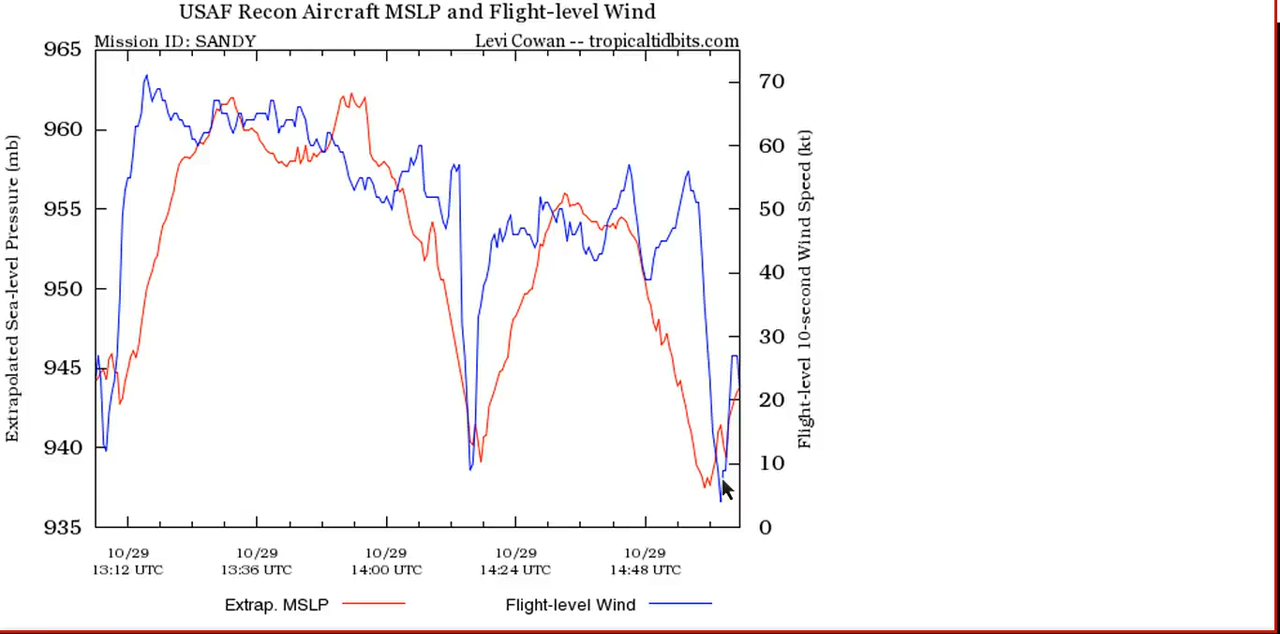 USAF Recon Aircraft MSLP and Flight-level Wind
Mission ID: SANDY
Levi Cowan -- tropicaltidbits.com
Extrapolated Sea-level Pressure (mb)
965
960
955
950
945
940
935
70
60
50
40
30
20
10
0
Flight-level 10-second Wind Speed (kt)
10/29 10/29 10/29 10/29 10/29
13:12 UTC 13:36 UTC 14:00 UTC 14:24 UTC 14:48 UTC
Extrap. MSLP
Flight-level Wind